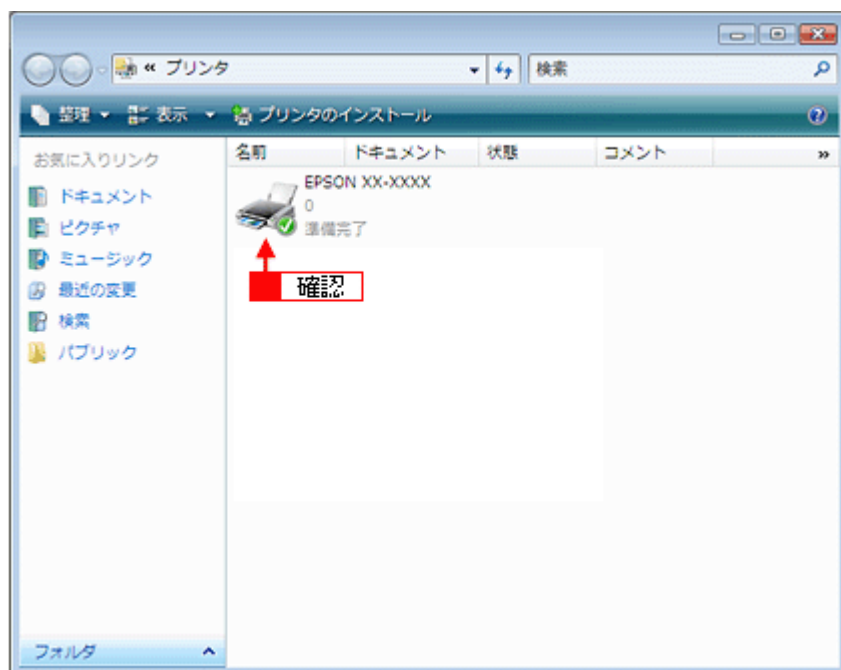 « プリンタ
検索
整理 表示 プリンタのインストール
お気に入りリンク
ドキュメント
ピクチャ
ミュージック
最近の変更
検索
パブリック
フォルダ
名前 ドキュメント 状態 コメント »
EPSON XX-XXXX
0
準備完了
確認